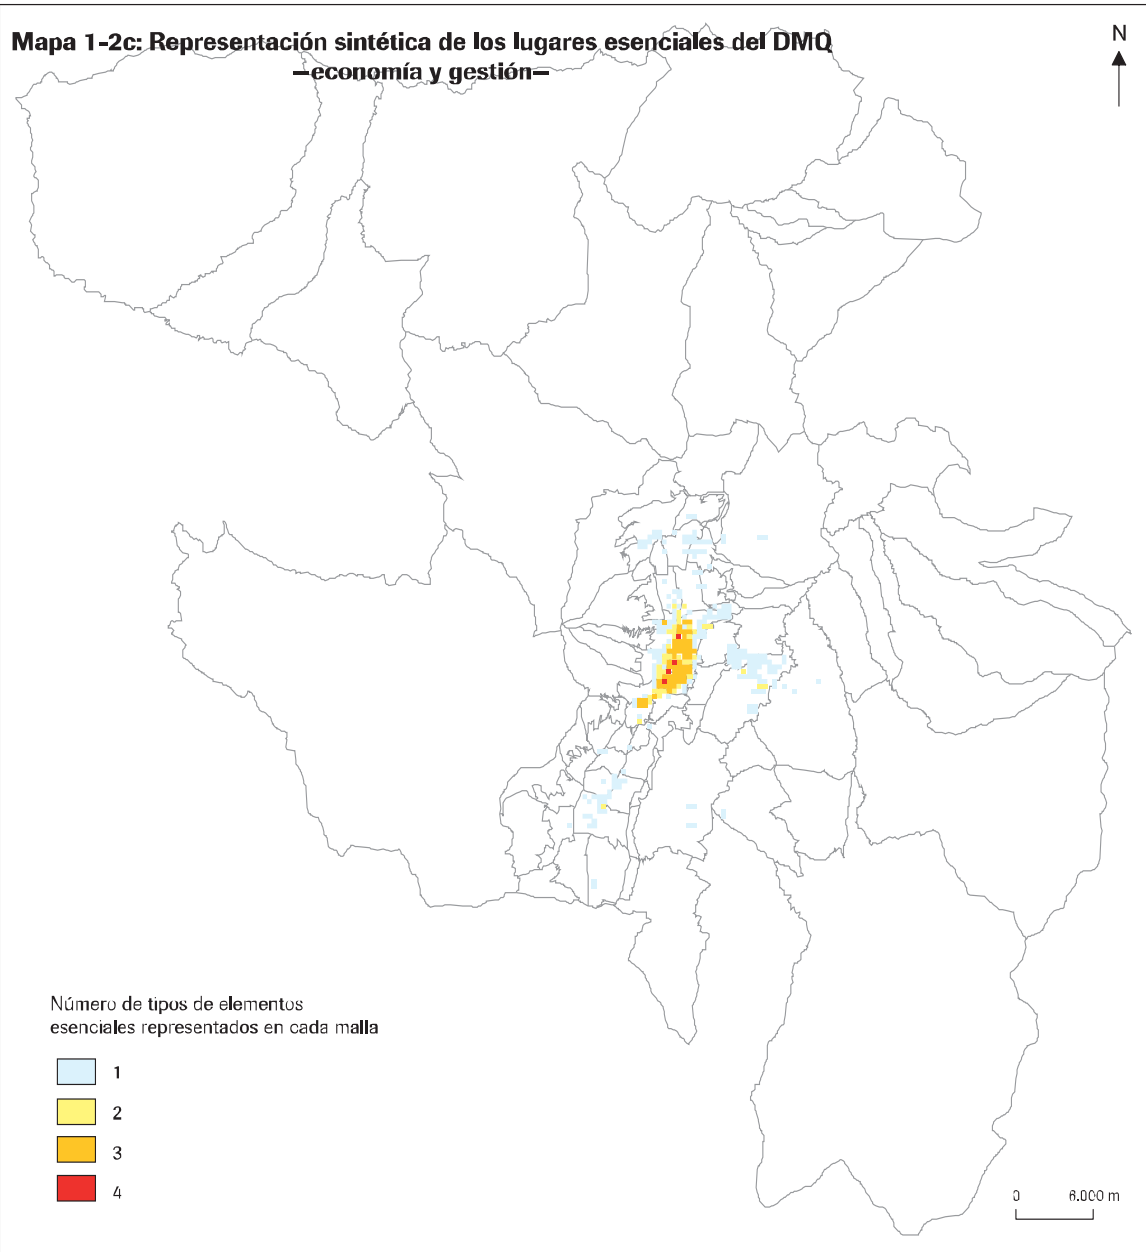 Mapa 1-2c: Representación sintética de los lugares esenciales del DMQ
—economía y gestión—
N
Número de tipos de elementos
esenciales representados en cada malla
1
2
3
4
0 6.000 m